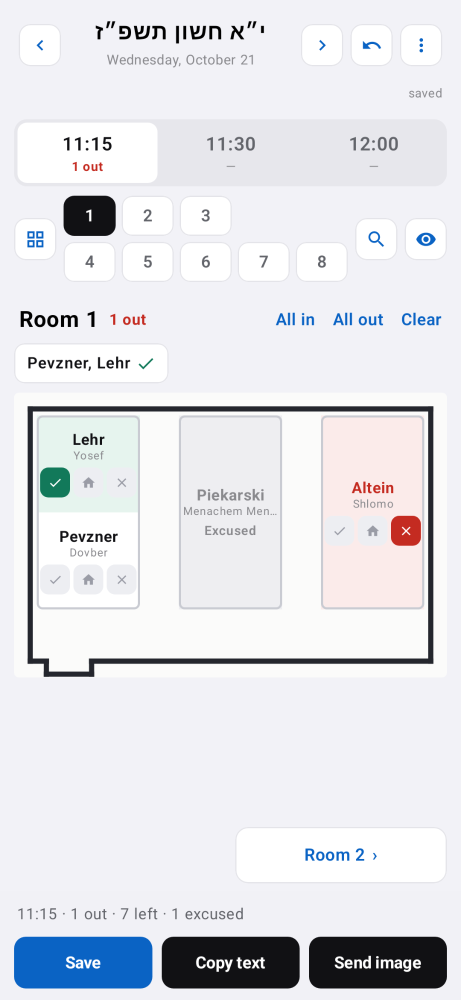 י״א חשון תשפ״ז
Wednesday, October 21
saved
11:15
1 out
11:30
—
12:00
—
1
2
3
4
5
6
7
8
Room 1
1 out
All in
All out
Clear
Pevzner, Lehr
Lehr
Yosef
Pevzner
Dovber
Piekarski
Menachem Men...
Excused
Altein
Shlomo
Room 2 ›
11:15 · 1 out · 7 left · 1 excused
Save
Copy text
Send image